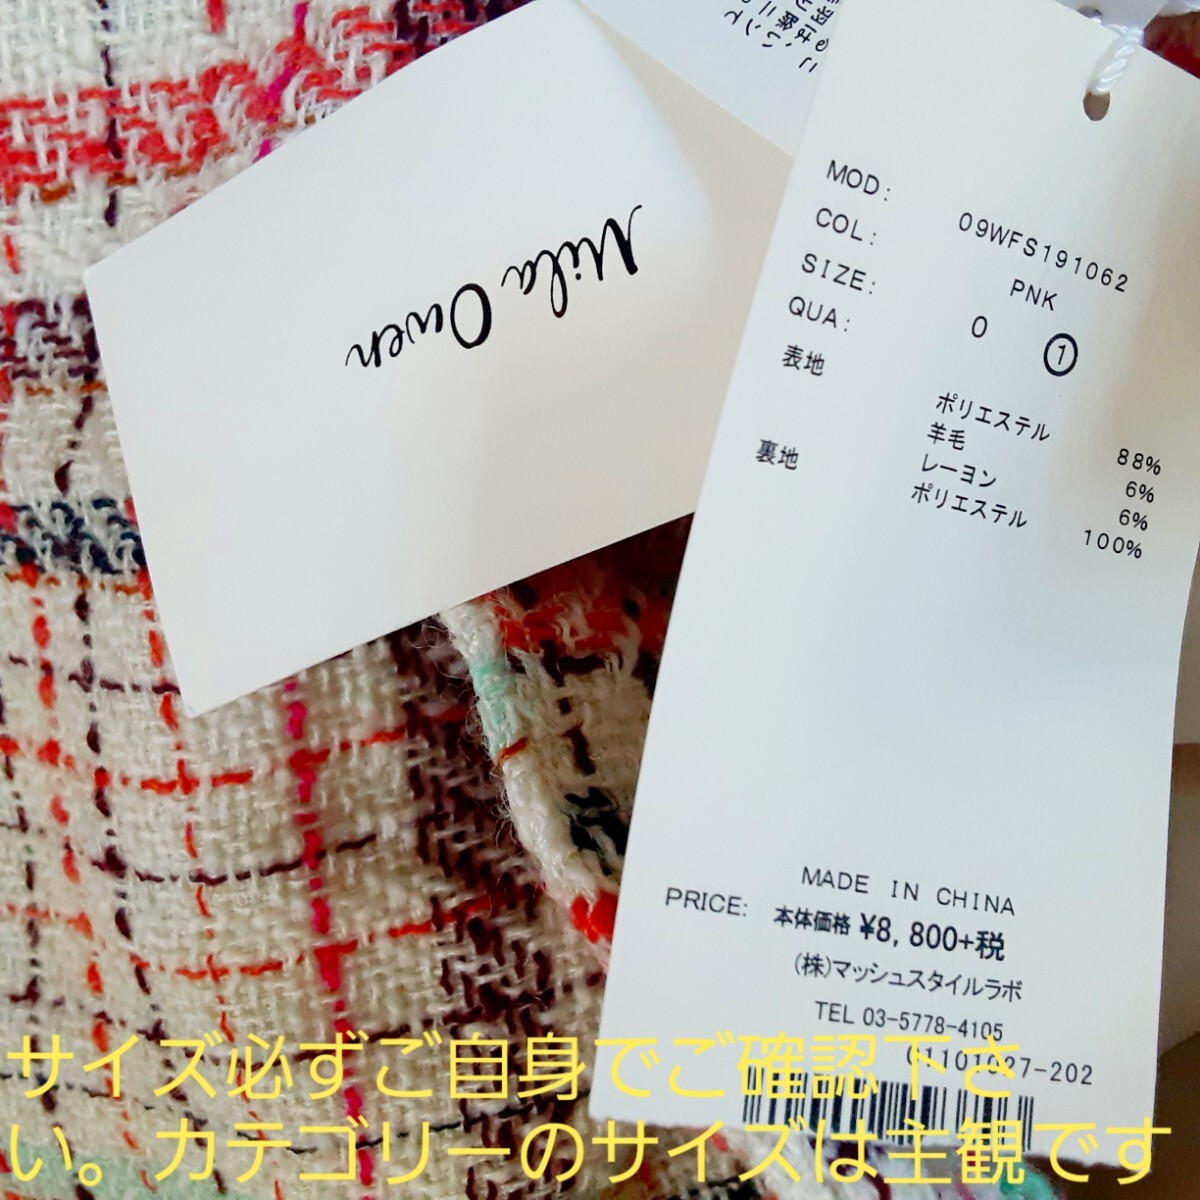 Mila Owen
MOD: 09WFS191062
COL: PNK
SIZE: 0 1
QUA:
表地 ポリエステル 88%
羊毛 6%
レーヨン 6%
裏地 ポリエステル 100%
MADE IN CHINA
PRICE: 本体価格 ¥8,800+税
(株)マッシュスタイルラボ
TEL 03-5778-4105
サイズ必ずご自身でご確認下さ
い。カテゴリーのサイズは主観です